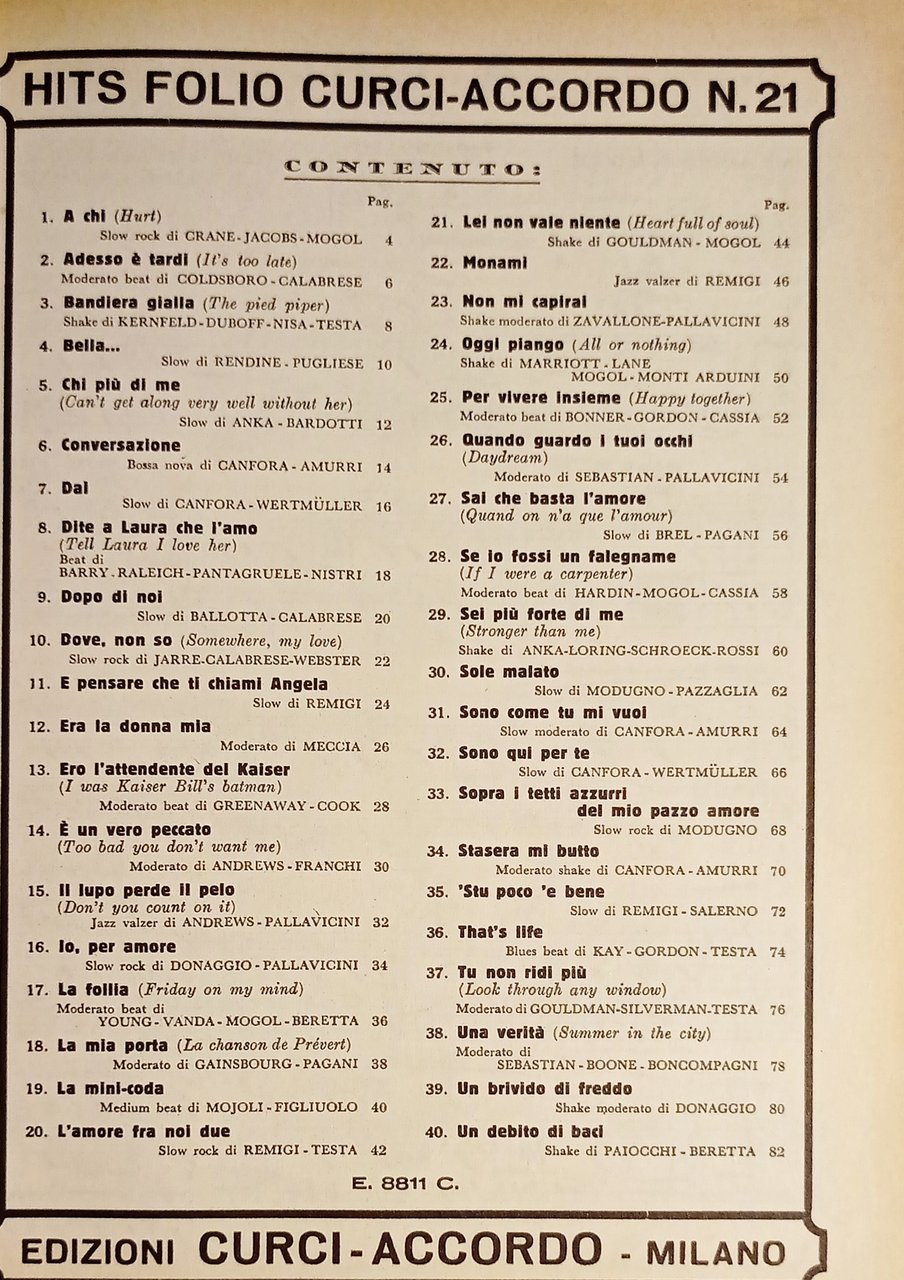 HITS FOLIO CURCI-ACCORDO N. 21
CONTENUTO:
Pag.
1. A chi (Hurt)
Slow rock di CRANE-JACOBS-MOGOL 4
2. Adesso è tardi (It's too late)
Moderato beat di COLDSBORO-CALABRESE 6
3. Bandiera gialla (The pied piper)
Shake di KERNFELD-DUBOFF-NISA-TESTA 8
4. Bella...
Slow di RENDINE-PUGLIESE 10
5. Chi più di me
(Can't get along very well without her)
Slow di ANKA-BARDOTTI 12
6. Conversazione
Bossa nova di CANFORA-AMURRI 14
7. Dai
Slow di CANFORA-WERTMÜLLER 16
8. Dite a Laura che l'amo
(Tell Laura I love her)
Beat di
BARRY-RALEICH-PANTAGRUELE-NISTRI 18
9. Dopo di noi
Slow di BALLOTTA-CALABRESE 20
10. Dove, non so (Somewhere, my love)
Slow rock di JARRE-CALABRESE-WEBSTER 22
11. E pensare che ti chiami Angela
Slow di REMIGI 24
12. Era la donna mia
Moderato di MECCIA 26
13. Ero l'attendente del Kaiser
(I was Kaiser Bill's batman)
Moderato beat di GREENAWAY-COOK 28
14. È un vero peccato
(Too bad you don't want me)
Moderato di ANDREWS-FRANCHI 30
15. Il lupo perde il pelo
(Don't you count on it)
Jazz valzer di ANDREWS-PALLAVICINI 32
16. Io, per amore
Slow rock di DONAGGIO-PALLAVICINI 34
17. La follia (Friday on my mind)
Moderato beat di
YOUNG-VANDA-MOGOL-BERETTA 36
18. La mia porta (La chanson de Prévert)
Moderato di GAINSBOURG-PAGANI 38
19. La mini-coda
Medium beat di MOJOLI-FIGLIUOLO 40
20. L'amore fra noi due
Slow rock di REMIGI-TESTA 42
Pag.
21. Lei non vale niente (Heart full of soul)
Shake di GOULDMAN-MOGOL 44
22. Monami
Jazz valzer di REMIGI 46
23. Non mi capirai
Shake moderato di ZAVALLONE-PALLAVICINI 48
24. Oggi piango (All or nothing)
Shake di MARRIOTT-LANE
MOGOL-MONTI ARDUINI 50
25. Per vivere insieme (Happy together)
Moderato beat di BONNER-GORDON-CASSIA 52
26. Quando guardo i tuoi occhi
(Daydream)
Moderato di SEBASTIAN-PALLAVICINI 54
27. Sai che basta l'amore
(Quand on n'a que l'amour)
Slow di BREL-PAGANI 56
28. Se io fossi un falegname
(If I were a carpenter)
Moderato beat di HARDIN-MOGOL-CASSIA 58
29. Sei più forte di me
(Stronger than me)
Shake di ANKA-LORING-SCHROECK-ROSSI 60
30. Sole malato
Slow di MODUGNO-PAZZAGLIA 62
31. Sono come tu mi vuoi
Slow moderato di CANFORA-AMURRI 64
32. Sono qui per te
Slow di CANFORA-WERTMÜLLER 66
33. Sopra i tetti azzurri
del mio pazzo amore
Slow rock di MODUGNO 68
34. Stasera mi butto
Moderato shake di CANFORA-AMURRI 70
35. 'Stu poco 'e bene
Slow di REMIGI-SALERNO 72
36. That's life
Blues beat di KAY-GORDON-TESTA 74
37. Tu non ridi più
(Look through any window)
Moderato di GOULDMAN-SILVERMAN-TESTA 76
38. Una verità (Summer in the city)
Moderato di
SEBASTIAN-BOONE-BONCOMPAGNI 78
39. Un brivido di freddo
Shake moderato di DONAGGIO 80
40. Un debito di baci
Shake di PAIOCCHI-BERETTA 82
E. 8811 C.
EDIZIONI CURCI-ACCORDO - MILANO